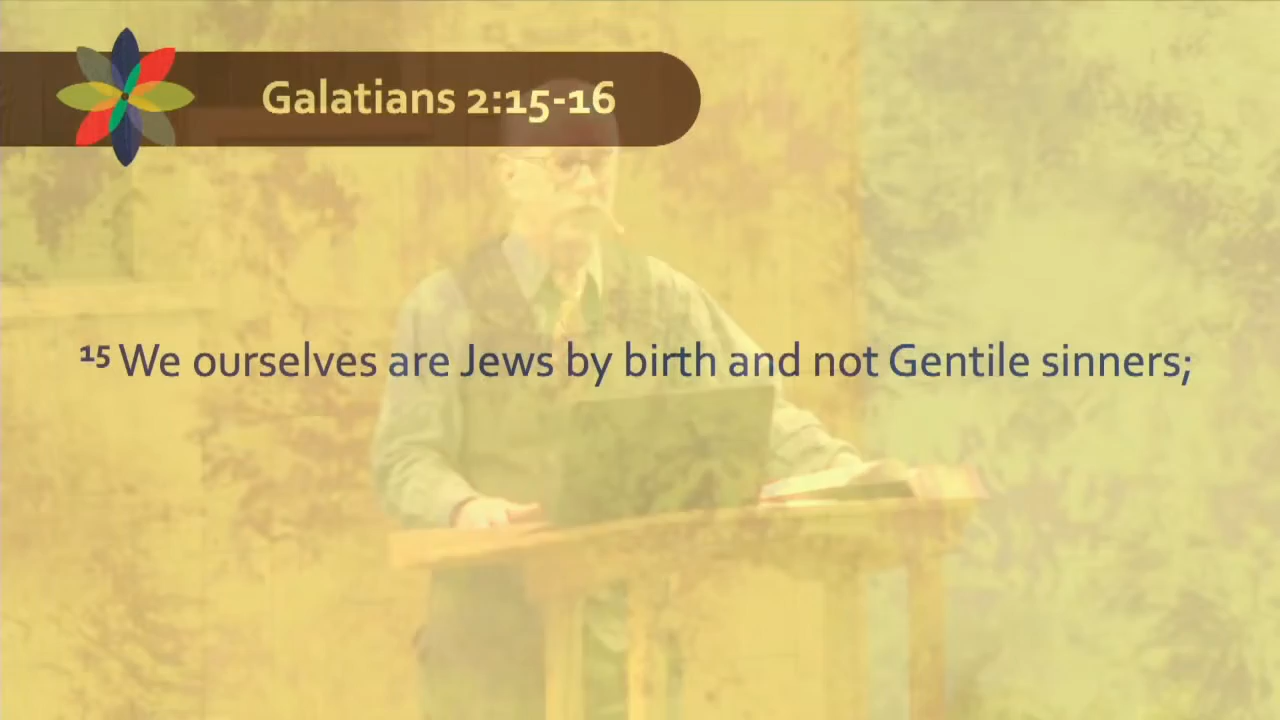 Galatians 2:15-16
15 We ourselves are Jews by birth and not Gentile sinners;